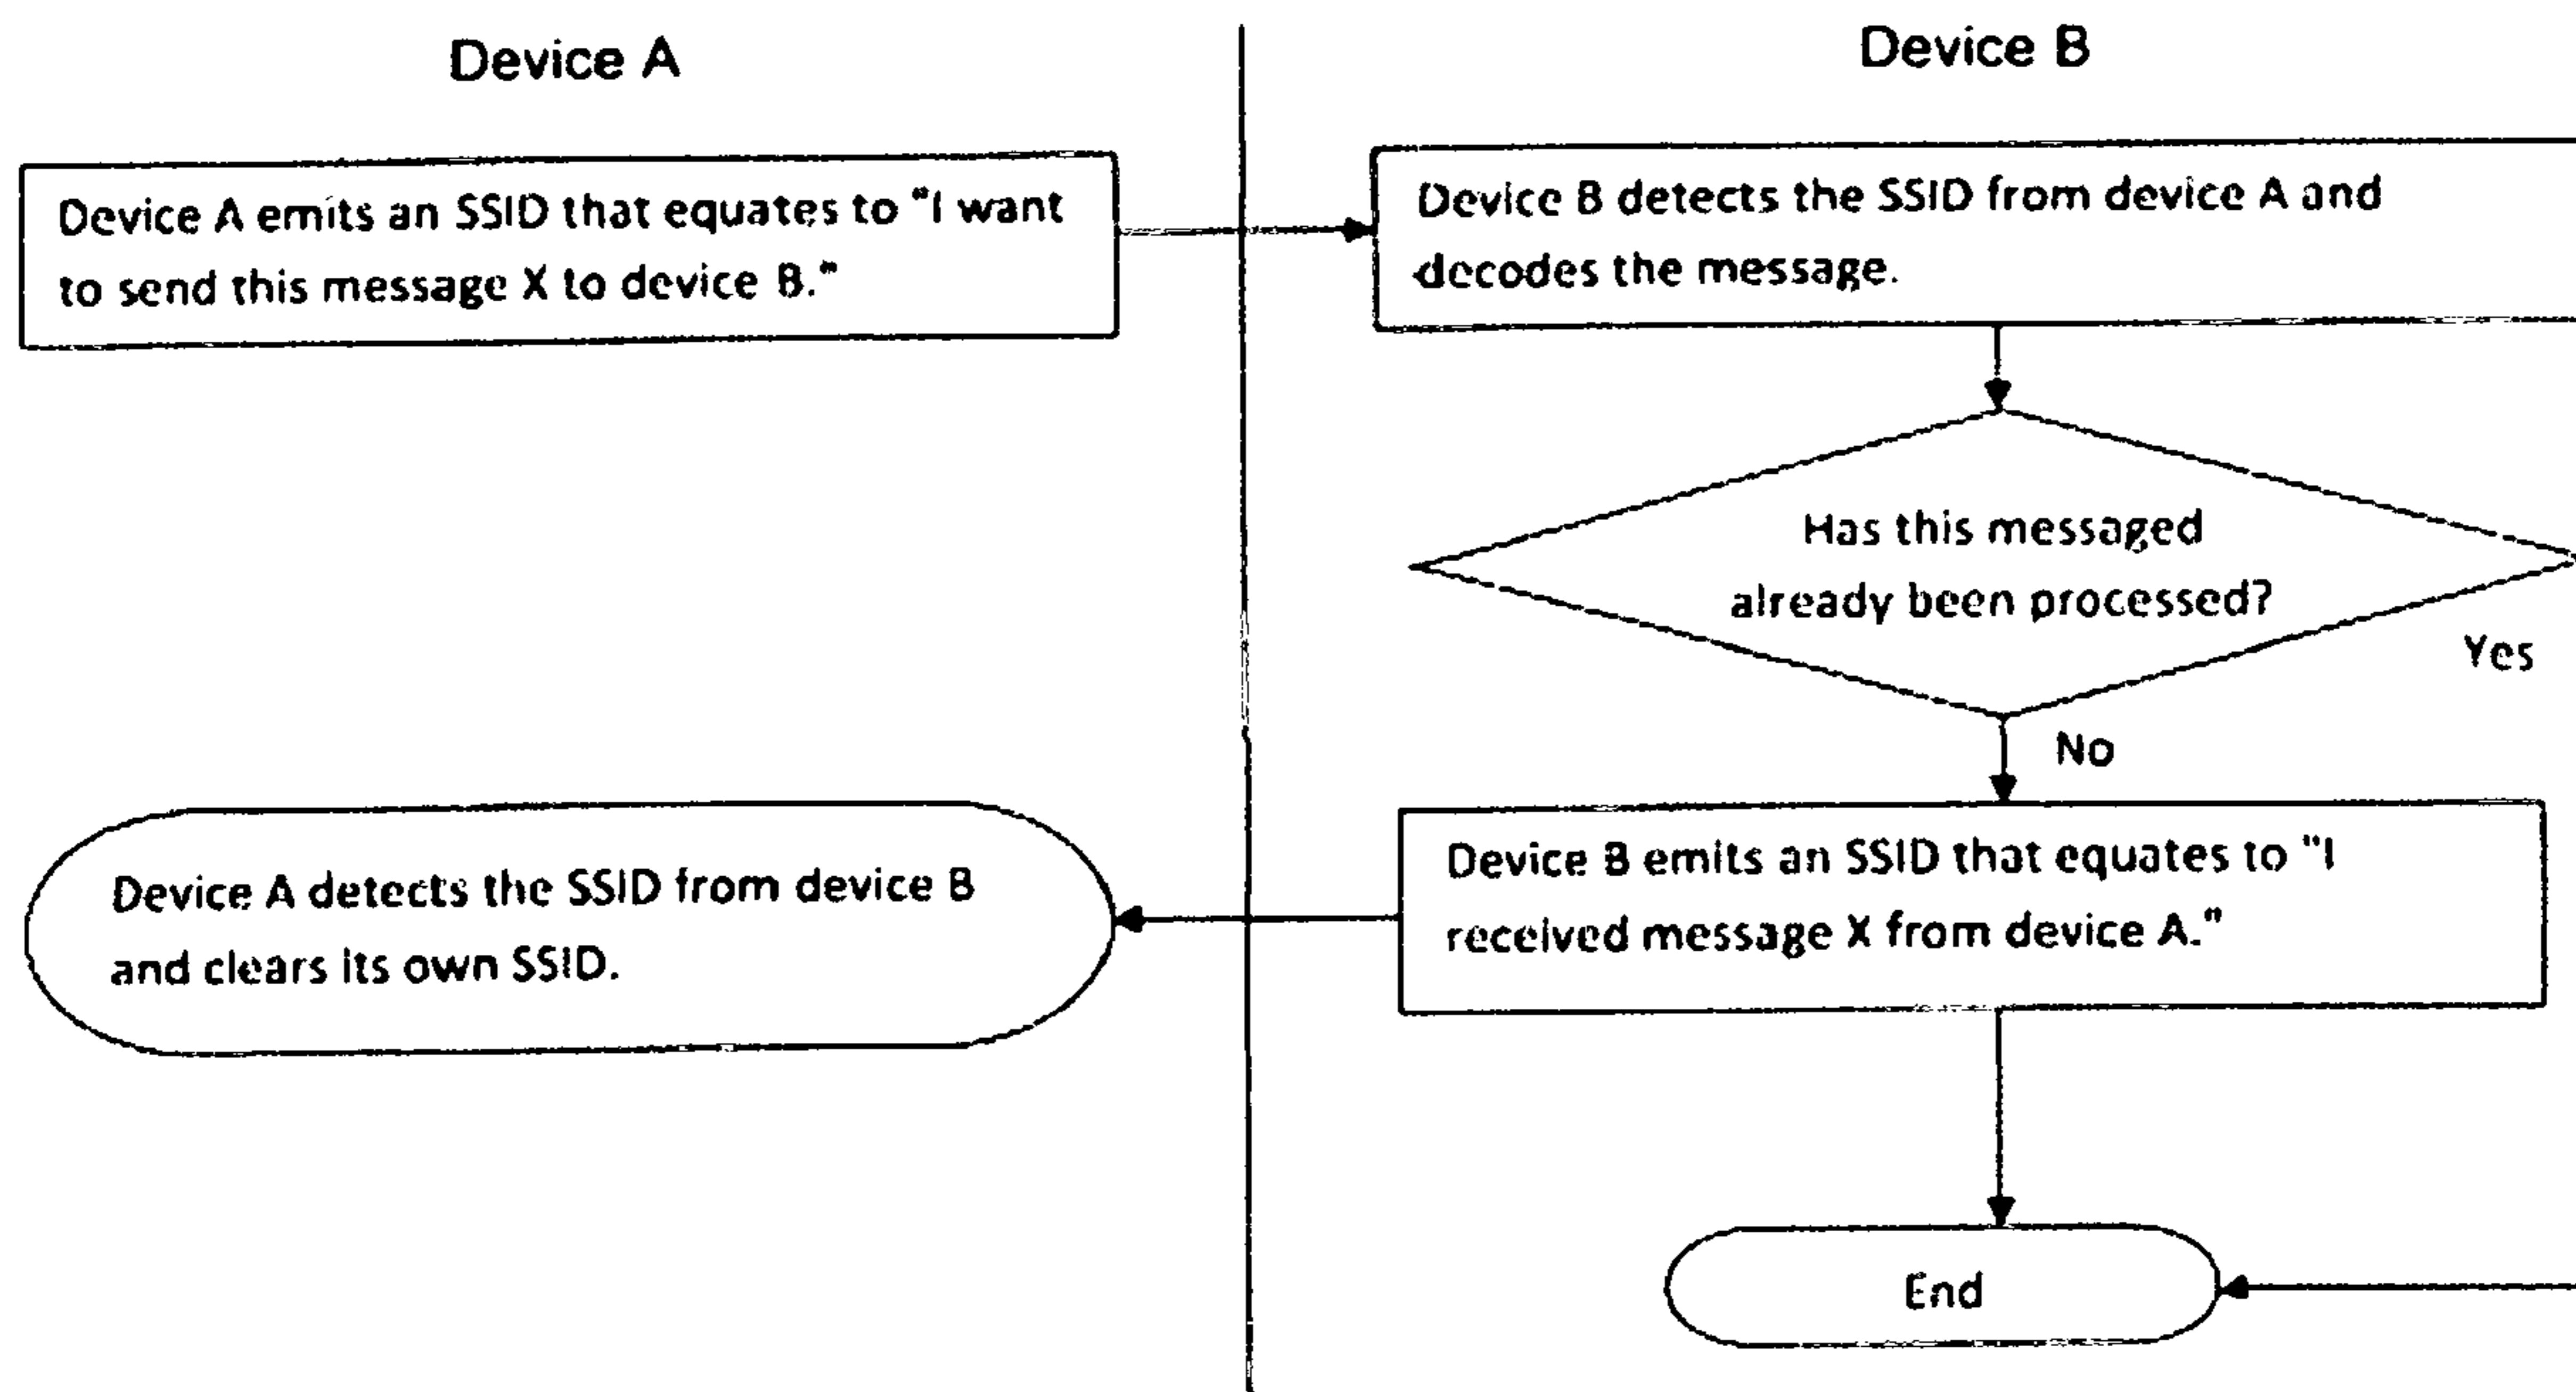 Device A
Device B
Device A emits an SSID that equates to "I want
to send this message X to device B."
Device B detects the SSID from device A and
decodes the message.
Has this messaged
already been processed?
Yes
No
Device B emits an SSID that equates to "I
received message X from device A."
Device A detects the SSID from device B
and clears its own SSID.
End